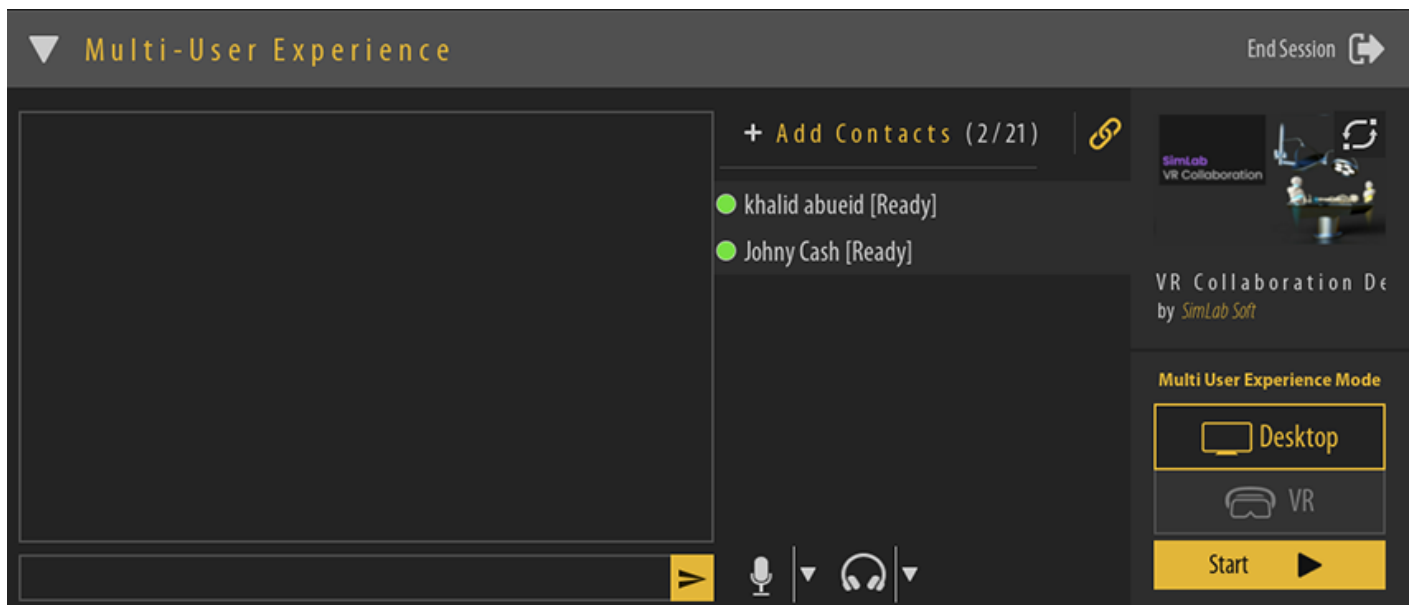 Multi-User Experience
End Session
+ Add Contacts (2/21)
khalid abueid [Ready]
Johny Cash [Ready]
SimLab
VR Collaboration
VR Collaboration De
by SimLab Soft
Multi User Experience Mode
Desktop
VR
Start